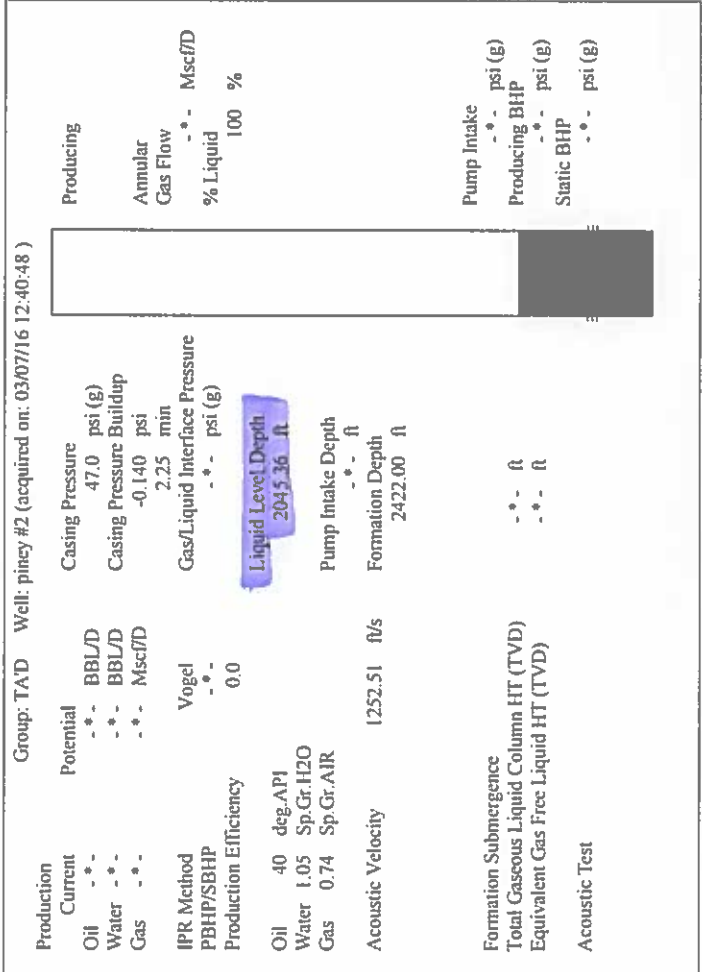 Group: TA'D Well: piney #2 (acquired on: 03/07/16 12:40:48 )
Production
Current Potential
Oil - * - - * - BBL/D
Water - * - - * - BBL/D
Gas - * - - * - Mscf/D
IPR Method Vogel
PBHP/SBHP - * -
Production Efficiency 0.0
Oil 40 deg.API
Water 1.05 Sp.Gr.H2O
Gas 0.74 Sp.Gr.AIR
Acoustic Velocity 1252.51 ft/s
Formation Submergence
Total Gaseous Liquid Column HT (TVD) - * - ft
Equivalent Gas Free Liquid HT (TVD) - * - ft
Acoustic Test
Casing Pressure
47.0 psi (g)
Casing Pressure Buildup
-0.140 psi
2.25 min
Gas/Liquid Interface Pressure
- * - psi (g)
Liquid Level Depth
2045.36 ft
Pump Intake Depth
- * - ft
Formation Depth
2422.00 ft
Producing
Annular
Gas Flow
- * - Mscf/D
% Liquid
100 %
Pump Intake
- * - psi (g)
Producing BHP
- * - psi (g)
Static BHP
- * - psi (g)